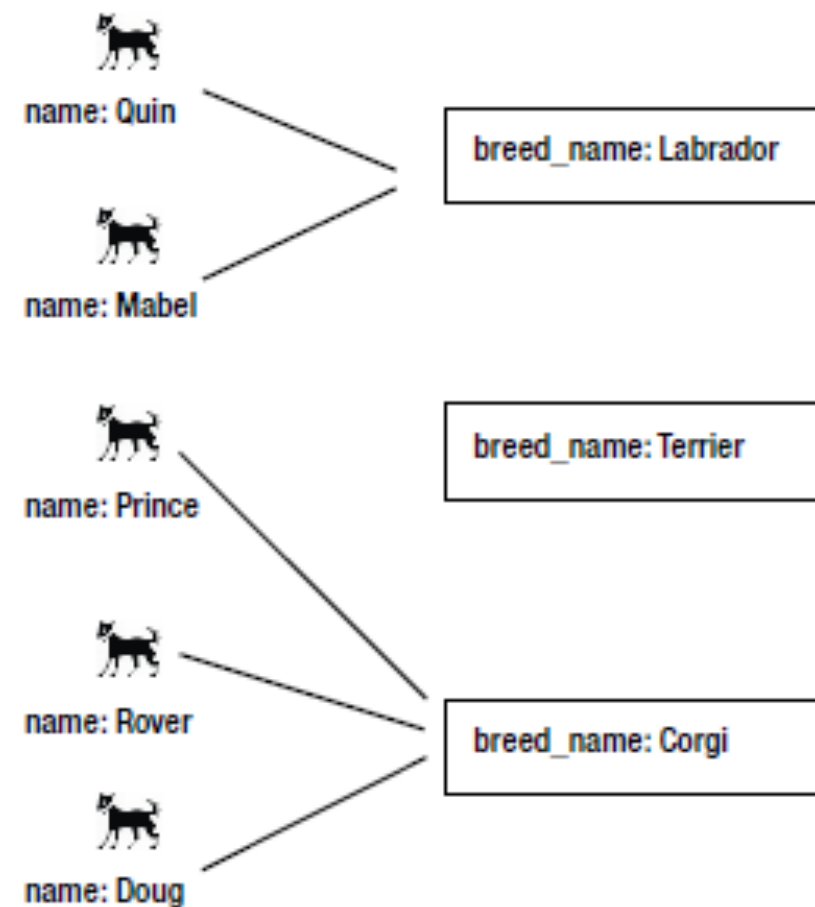 name: Quin
breed_name: Labrador
name: Mabel
breed_name: Terrier
name: Prince
name: Rover
breed_name: Corgi
name: Doug